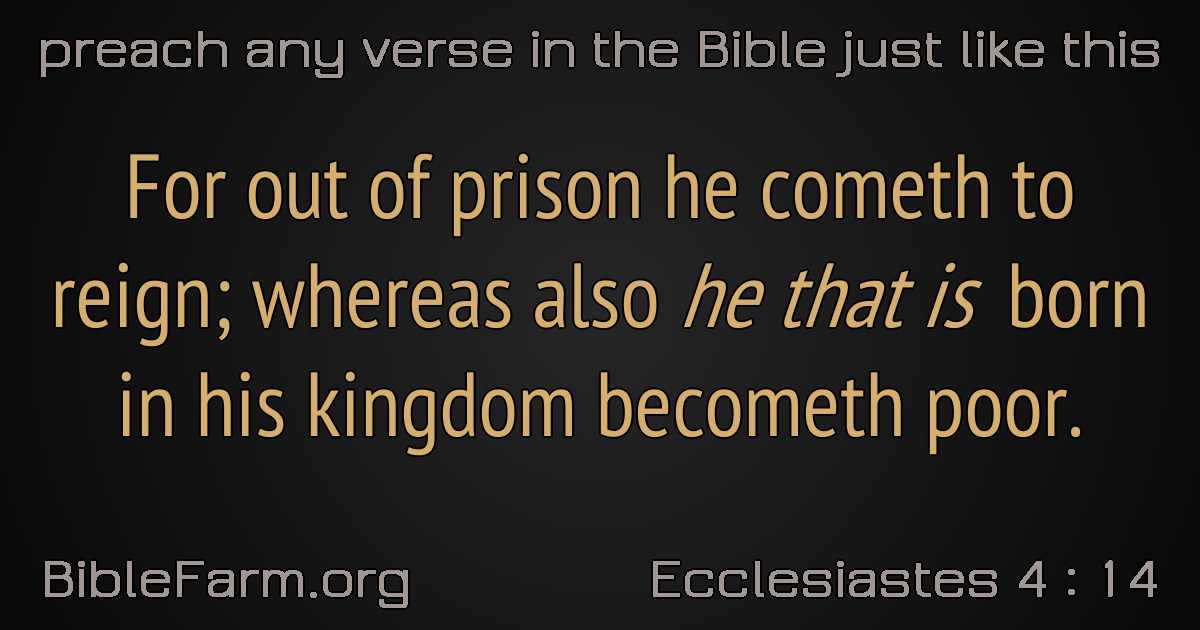 preach any verse in the Bible just like this
For out of prison he cometh to
reign; whereas also he that is born
in his kingdom becometh poor.
BibleFarm.org
Ecclesiastes 4 : 14